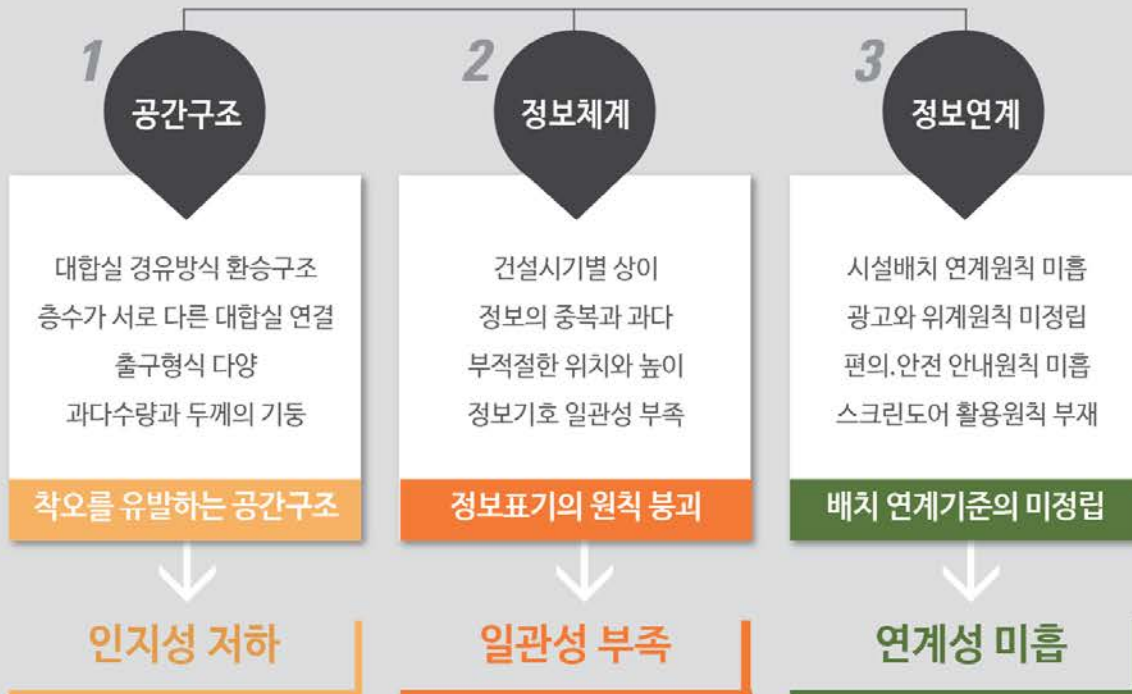 1
공간구조
대합실 경유방식 환승구조
층수가 서로 다른 대합실 연결
출구형식 다양
과다수량과 두께의 기둥
착오를 유발하는 공간구조
인지성 저하
2
정보체계
건설시기별 상이
정보의 중복과 과다
부적절한 위치와 높이
정보기호 일관성 부족
정보표기의 원칙 붕괴
일관성 부족
3
정보연계
시설배치 연계원칙 미흡
광고와 위계원칙 미정립
편의.안전 안내원칙 미흡
스크린도어 활용원칙 부재
배치 연계기준의 미정립
연계성 미흡